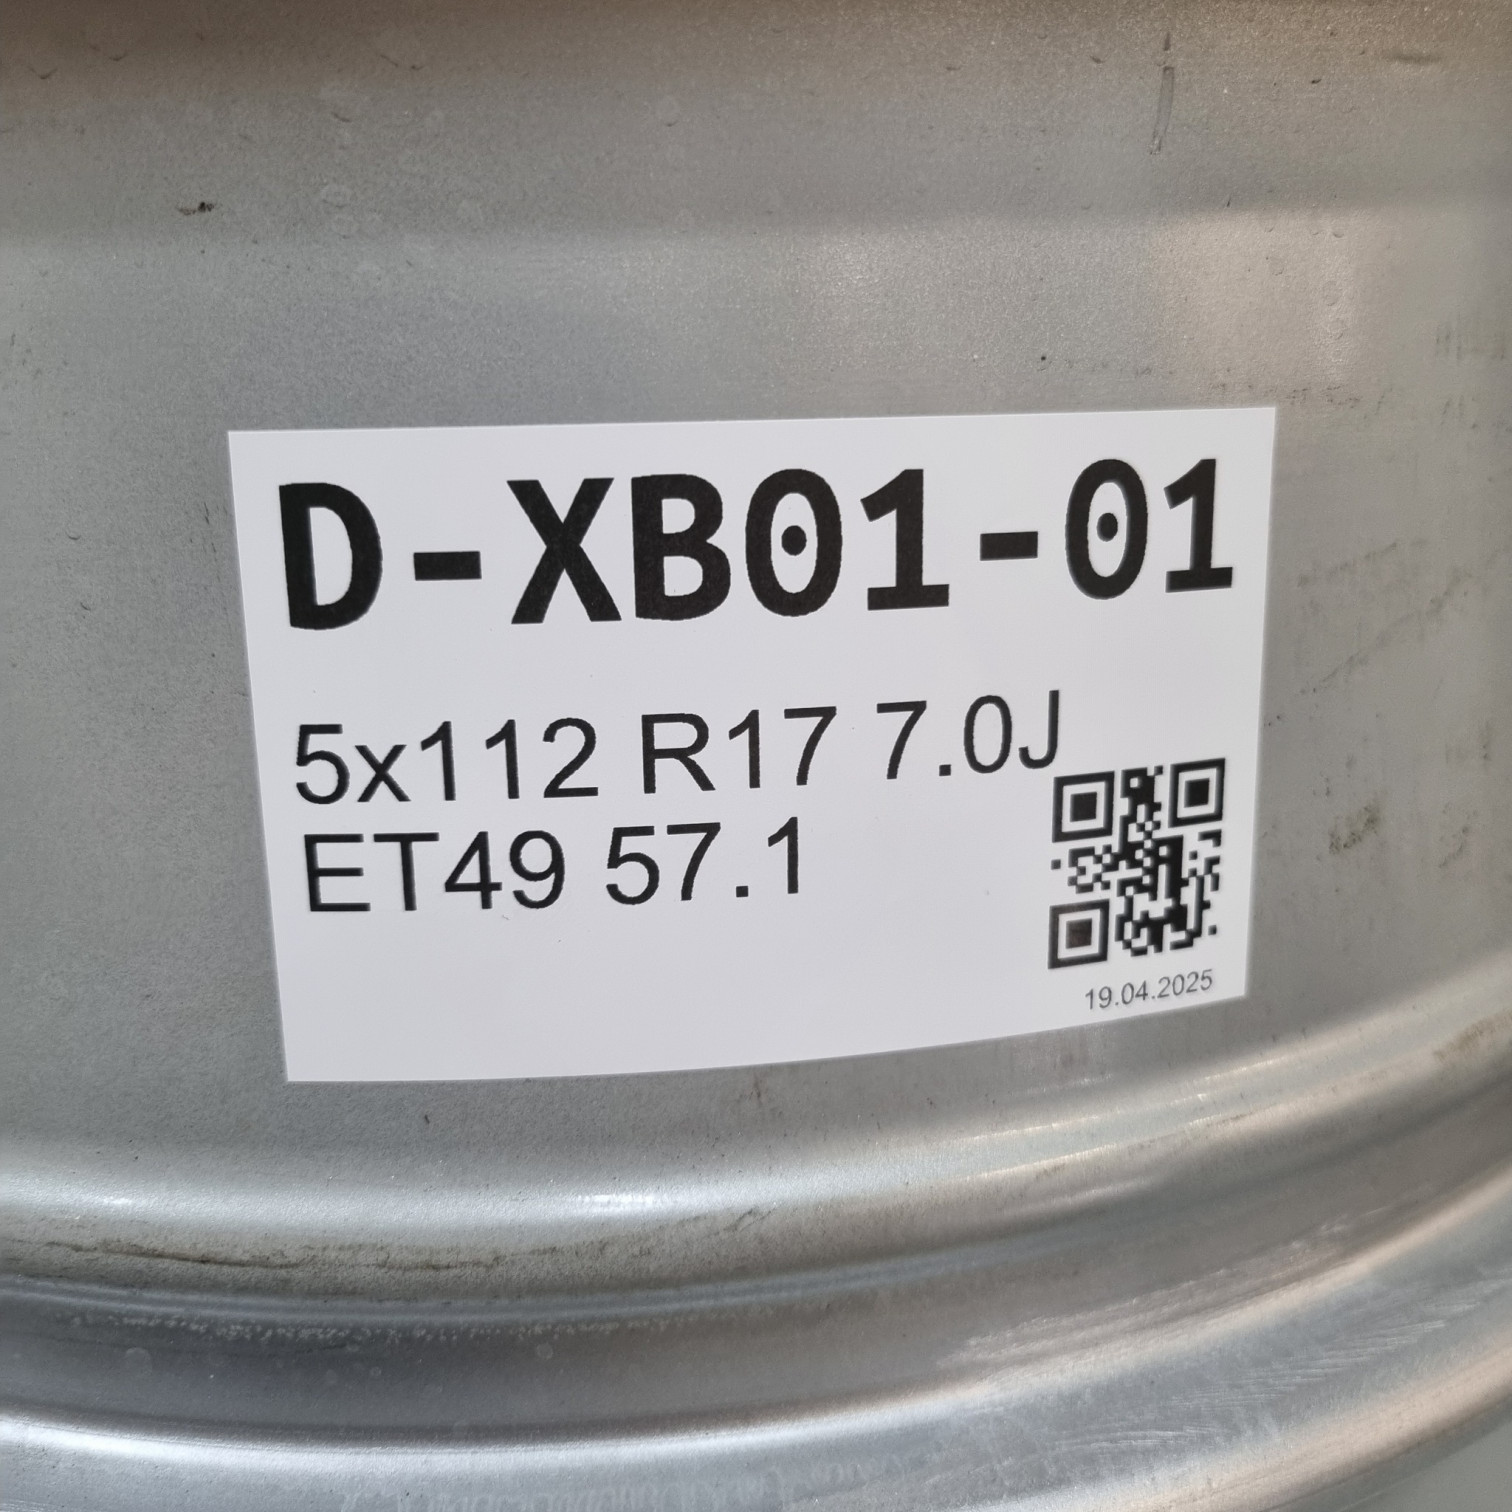 D-XB01-01
5x112 R17 7.0J
ET49 57.1
19.04.2025